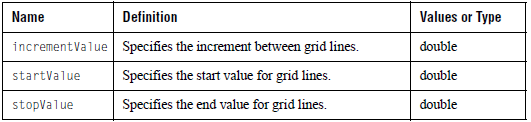 Name Definition Values or Type
incrementValue Specifies the increment between grid lines. double
startValue Specifies the start value for grid lines. double
stopValue Specifies the end value for grid lines. double